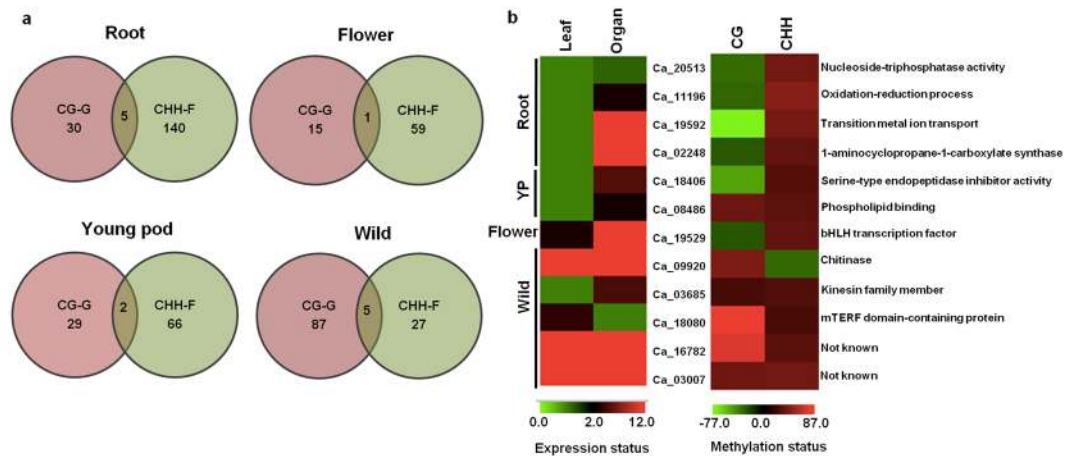 a
Root
CG-G
30
5
CHH-F
140
Flower
CG-G
15
1
CHH-F
59
Young pod
CG-G
29
2
CHH-F
66
Wild
CG-G
87
5
CHH-F
27
b
Leaf
Organ
CG
CHH
Root
YP
Flower
Wild
Ca_20513 Nucleoside-triphosphatase activity
Ca_11196 Oxidation-reduction process
Ca_19592 Transition metal ion transport
Ca_02248 1-aminocyclopropane-1-carboxylate synthase
Ca_18406 Serine-type endopeptidase inhibitor activity
Ca_08486 Phospholipid binding
Ca_19529 bHLH transcription factor
Ca_09920 Chitinase
Ca_03685 Kinesin family member
Ca_18080 mTERF domain-containing protein
Ca_16782 Not known
Ca_03007 Not known
0.0 2.0 12.0
Expression status
-77.0 0.0 87.0
Methylation status